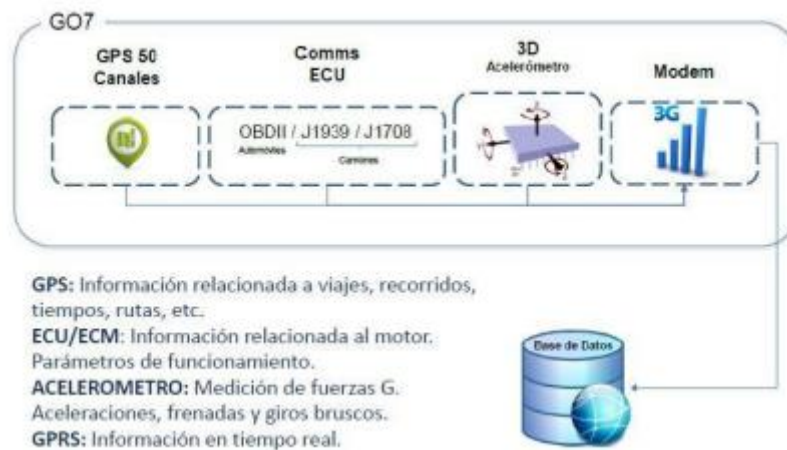 GO7
GPS 50
Canales
Comms
ECU
3D
Acelerómetro
Modem
OBDII / J1939 / J1708
Automóviles
Camiones
3G
GPS: Información relacionada a viajes, recorridos,
tiempos, rutas, etc.
ECU/ECM: Información relacionada al motor.
Parámetros de funcionamiento.
ACELEROMETRO: Medición de fuerzas G.
Aceleraciones, frenadas y giros bruscos.
GPRS: Información en tiempo real.
Base de Datos